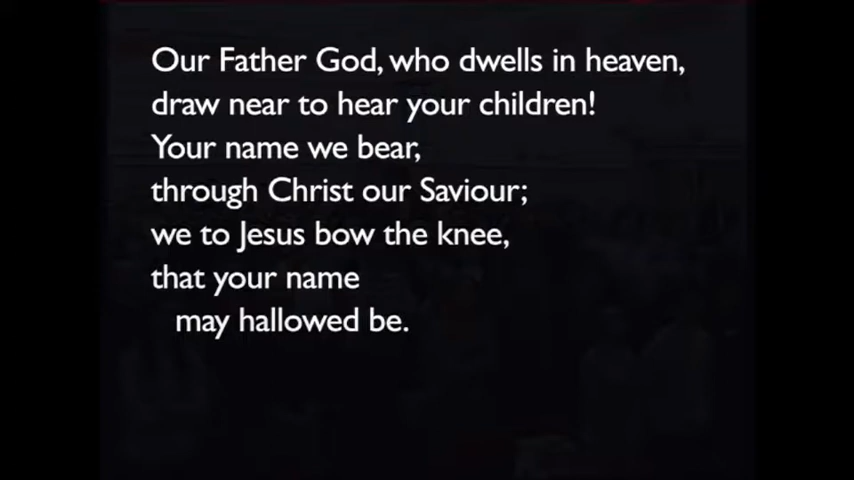 Our Father God, who dwells in heaven,
draw near to hear your children!
Your name we bear,
through Christ our Saviour;
we to Jesus bow the knee,
that your name
may hallowed be.